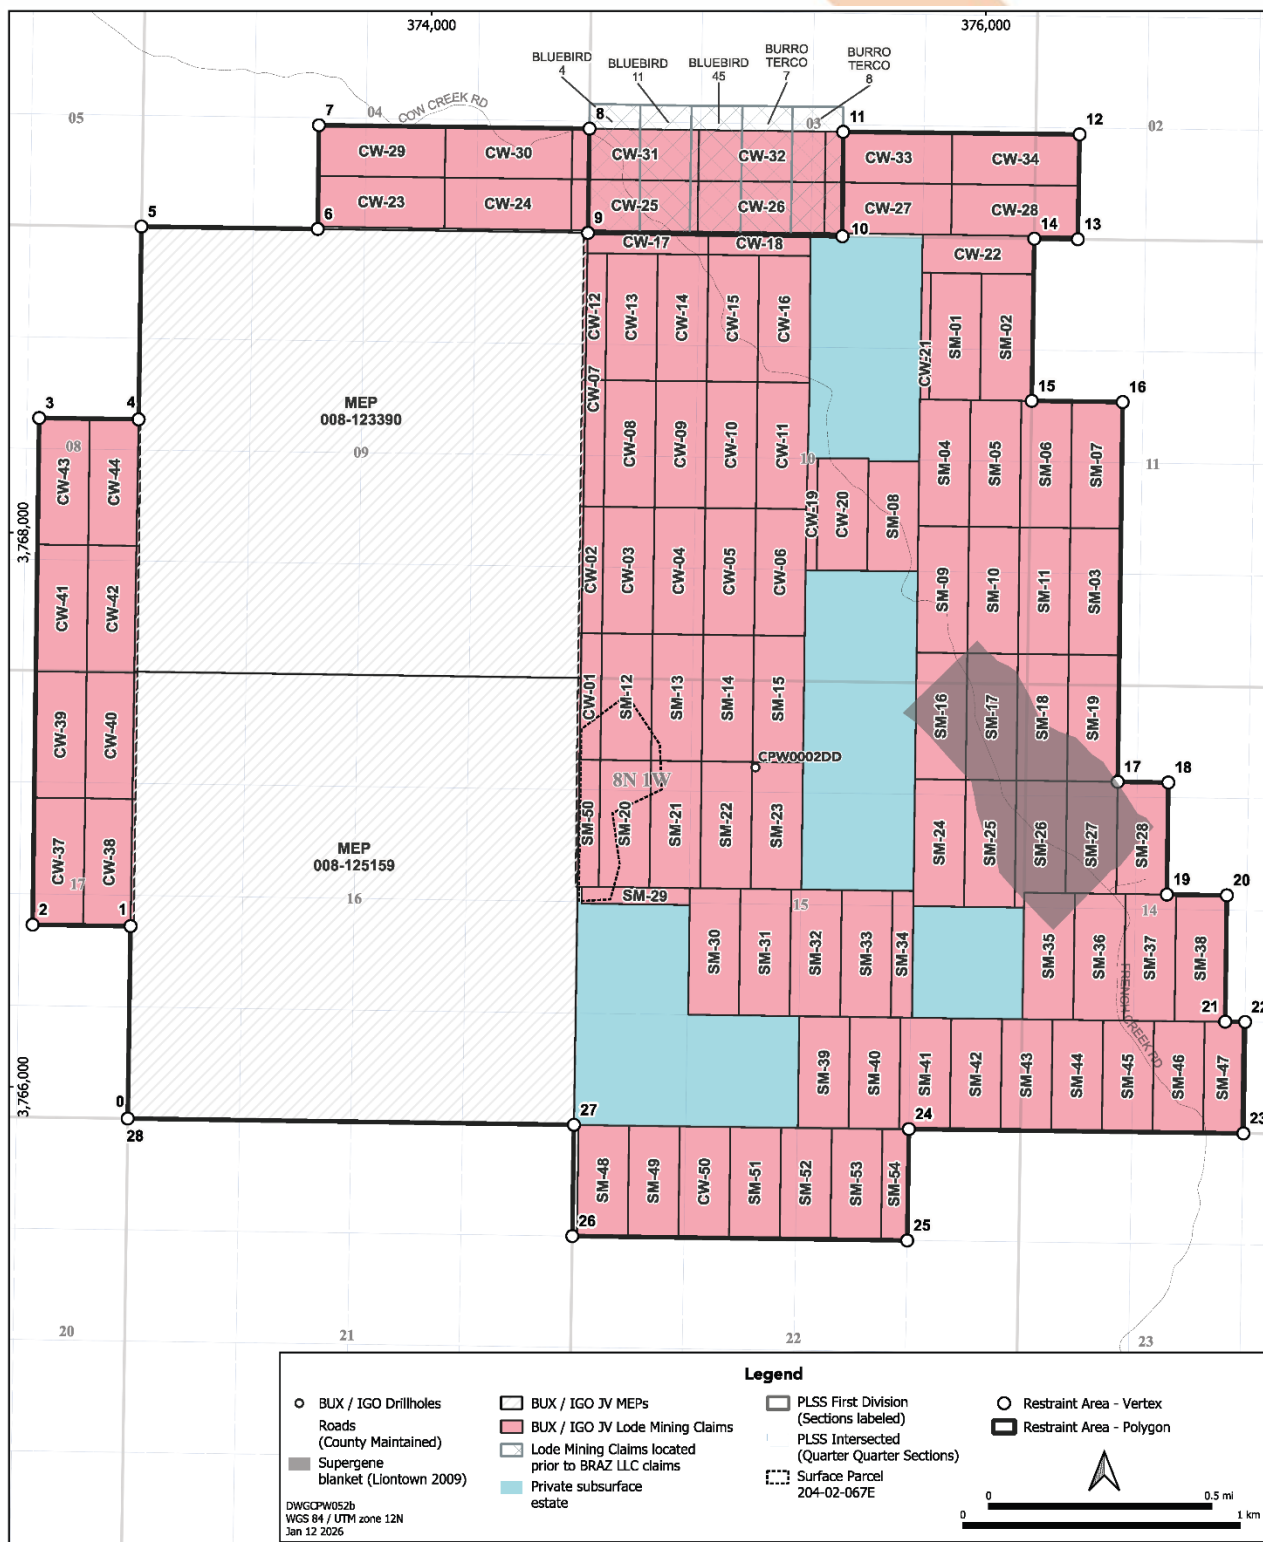 374,000
376,000
BLUEBIRD
4
BLUEBIRD
11
BLUEBIRD
45
BURRO
TERCO
7
BURRO
TERCO
8
05
04
COW CREEK RD
03
02
7
8
11
12
CW-29
CW-30
CW-31
CW-32
CW-33
CW-34
CW-23
CW-24
CW-25
CW-26
CW-27
CW-28
5
6
9
10
14
13
CW-17
CW-18
CW-22
CW-12
CW-13
CW-14
CW-15
CW-16
CW-21
SM-01
SM-02
3
4
15
16
MEP
008-123390
09
08
CW-07
CW-08
CW-09
CW-10
CW-11
10
11
SM-04
SM-05
SM-06
SM-07
CW-43
CW-44
CW-19
CW-20
SM-08
3,768,000
CW-41
CW-42
CW-02
CW-03
CW-04
CW-05
CW-06
SM-09
SM-10
SM-11
SM-03
CW-39
CW-40
CW-01
SM-12
SM-13
SM-14
SM-15
SM-16
SM-17
SM-18
SM-19
CPW0002DD
8N 1W
17
18
CW-37
CW-38
17
MEP
008-125159
16
SM-50
SM-20
SM-21
SM-22
SM-23
SM-24
SM-25
SM-26
SM-27
SM-28
2
1
SM-29
15
19
20
14
SM-30
SM-31
SM-32
SM-33
SM-34
SM-35
SM-36
SM-37
SM-38
FRENCH CREEK RD
21
22
3,766,000
SM-39
SM-40
SM-41
SM-42
SM-43
SM-44
SM-45
SM-46
SM-47
0
28
27
24
23
SM-48
SM-49
CW-50
SM-51
SM-52
SM-53
SM-54
26
25
20
21
22
23
Legend
BUX / IGO Drillholes
Roads
(County Maintained)
Supergene
blanket (Liontown 2009)
BUX / IGO JV MEPs
BUX / IGO JV Lode Mining Claims
Lode Mining Claims located
prior to BRAZ LLC claims
Private subsurface
estate
PLSS First Division
(Sections labeled)
PLSS Intersected
(Quarter Quarter Sections)
Surface Parcel
204-02-067E
Restraint Area - Vertex
Restraint Area - Polygon
0 0.5 mi
0 1 km
DWGCPW052b
WGS 84 / UTM zone 12N
Jan 12 2026